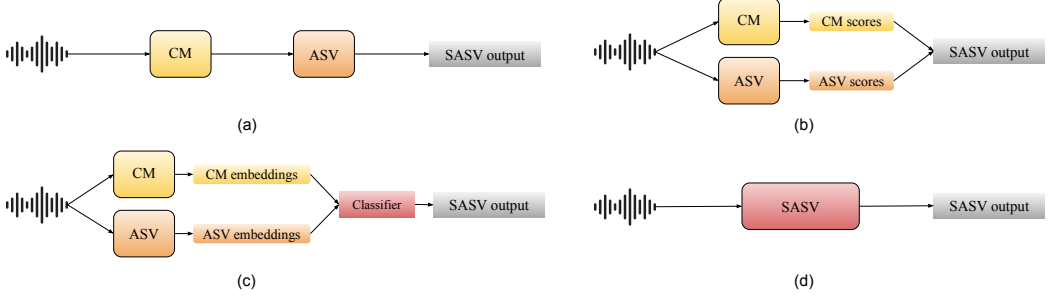 CM
ASV
SASV output
(a)
CM
CM scores
ASV
ASV scores
SASV output
(b)
CM
CM embeddings
ASV
ASV embeddings
Classifier
SASV output
(c)
SASV
SASV output
(d)